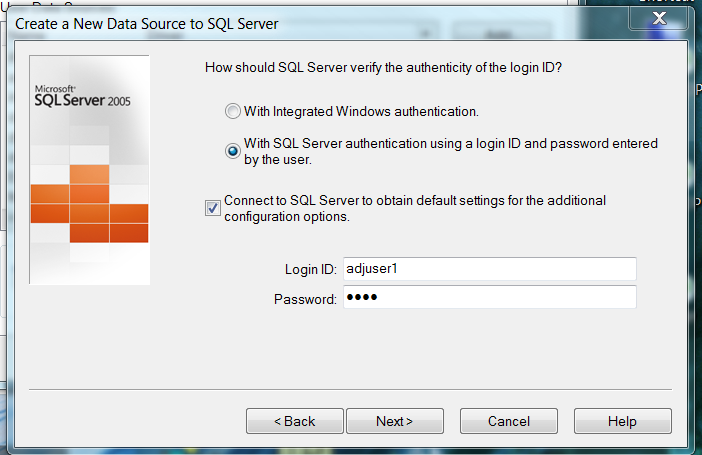 Create a New Data Source to SQL Server
Microsoft®
SQL Server 2005
How should SQL Server verify the authenticity of the login ID?
With Integrated Windows authentication.
With SQL Server authentication using a login ID and password entered
by the user.
Connect to SQL Server to obtain default settings for the additional
configuration options.
Login ID: adjuser1
Password: ••••
< Back Next > Cancel Help